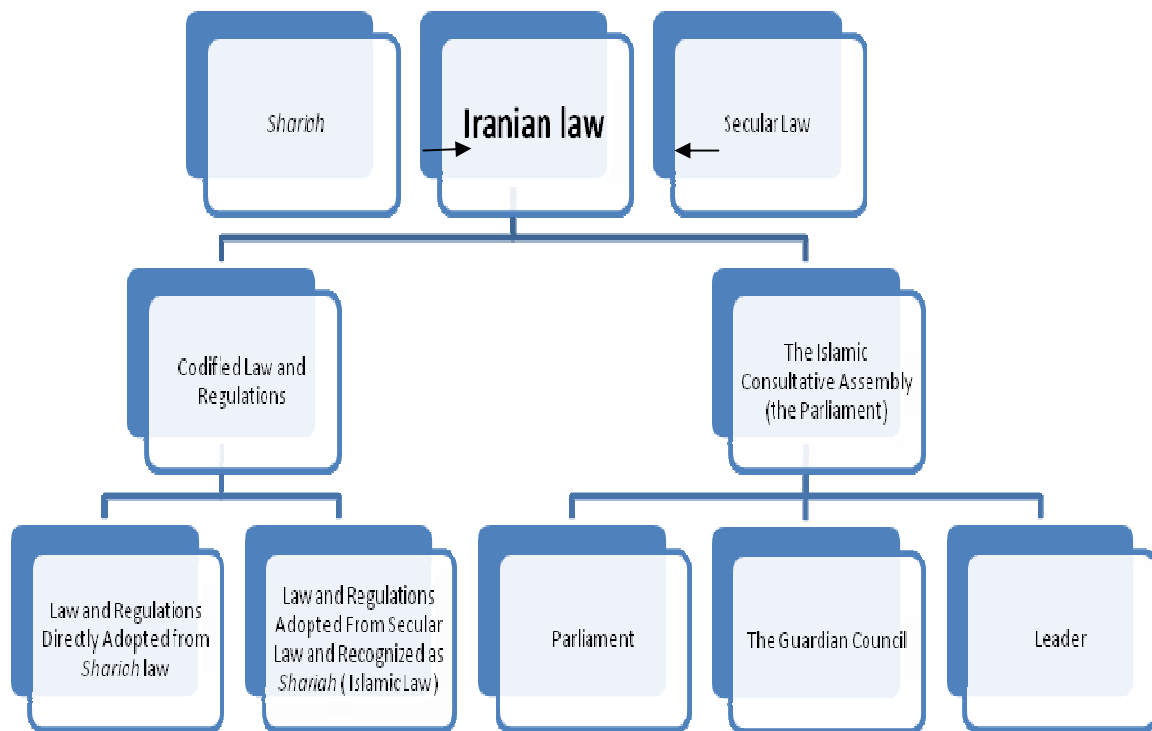 Shariah
Iranian law
Secular Law
Codified Law and
Regulations
The Islamic
Consultative Assembly
(the Parliament)
Law and Regulations
Directly Adopted from
Shariah law
Law and Regulations
Adopted From Secular
Law and Recognized as
Shariah ( Islamic Law)
Parliament
The Guardian Council
Leader